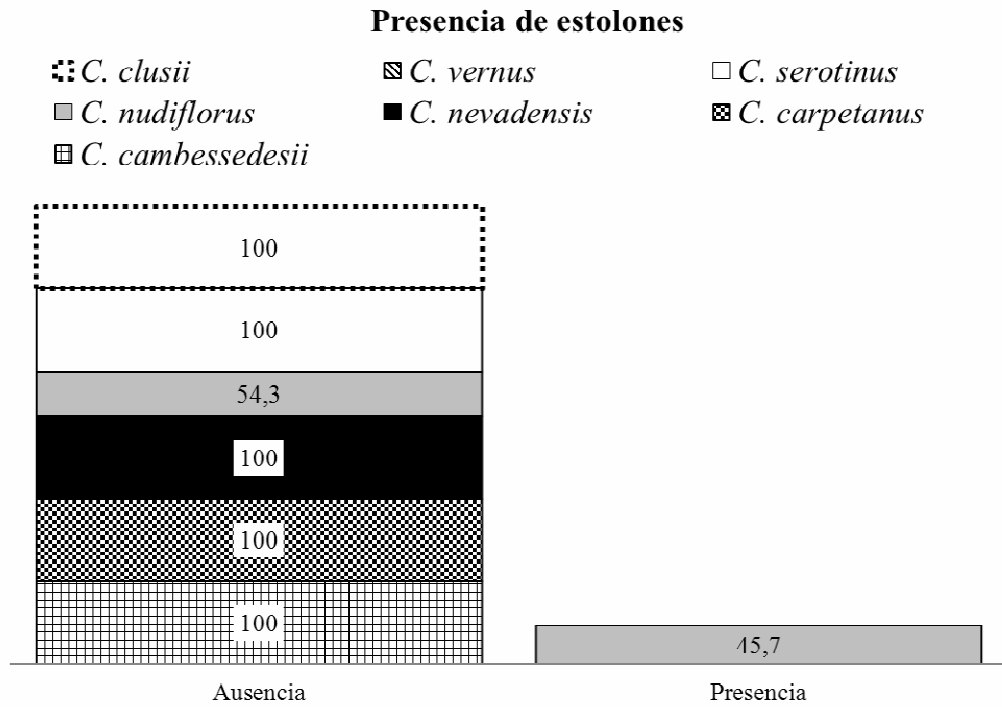 Presencia de estolones
C. clusii C. vernus C. serotinus
C. nudiflorus C. nevadensis C. carpetanus
C. cambessedesii
100
100
54,3
100
100
100
45,7
Ausencia Presencia